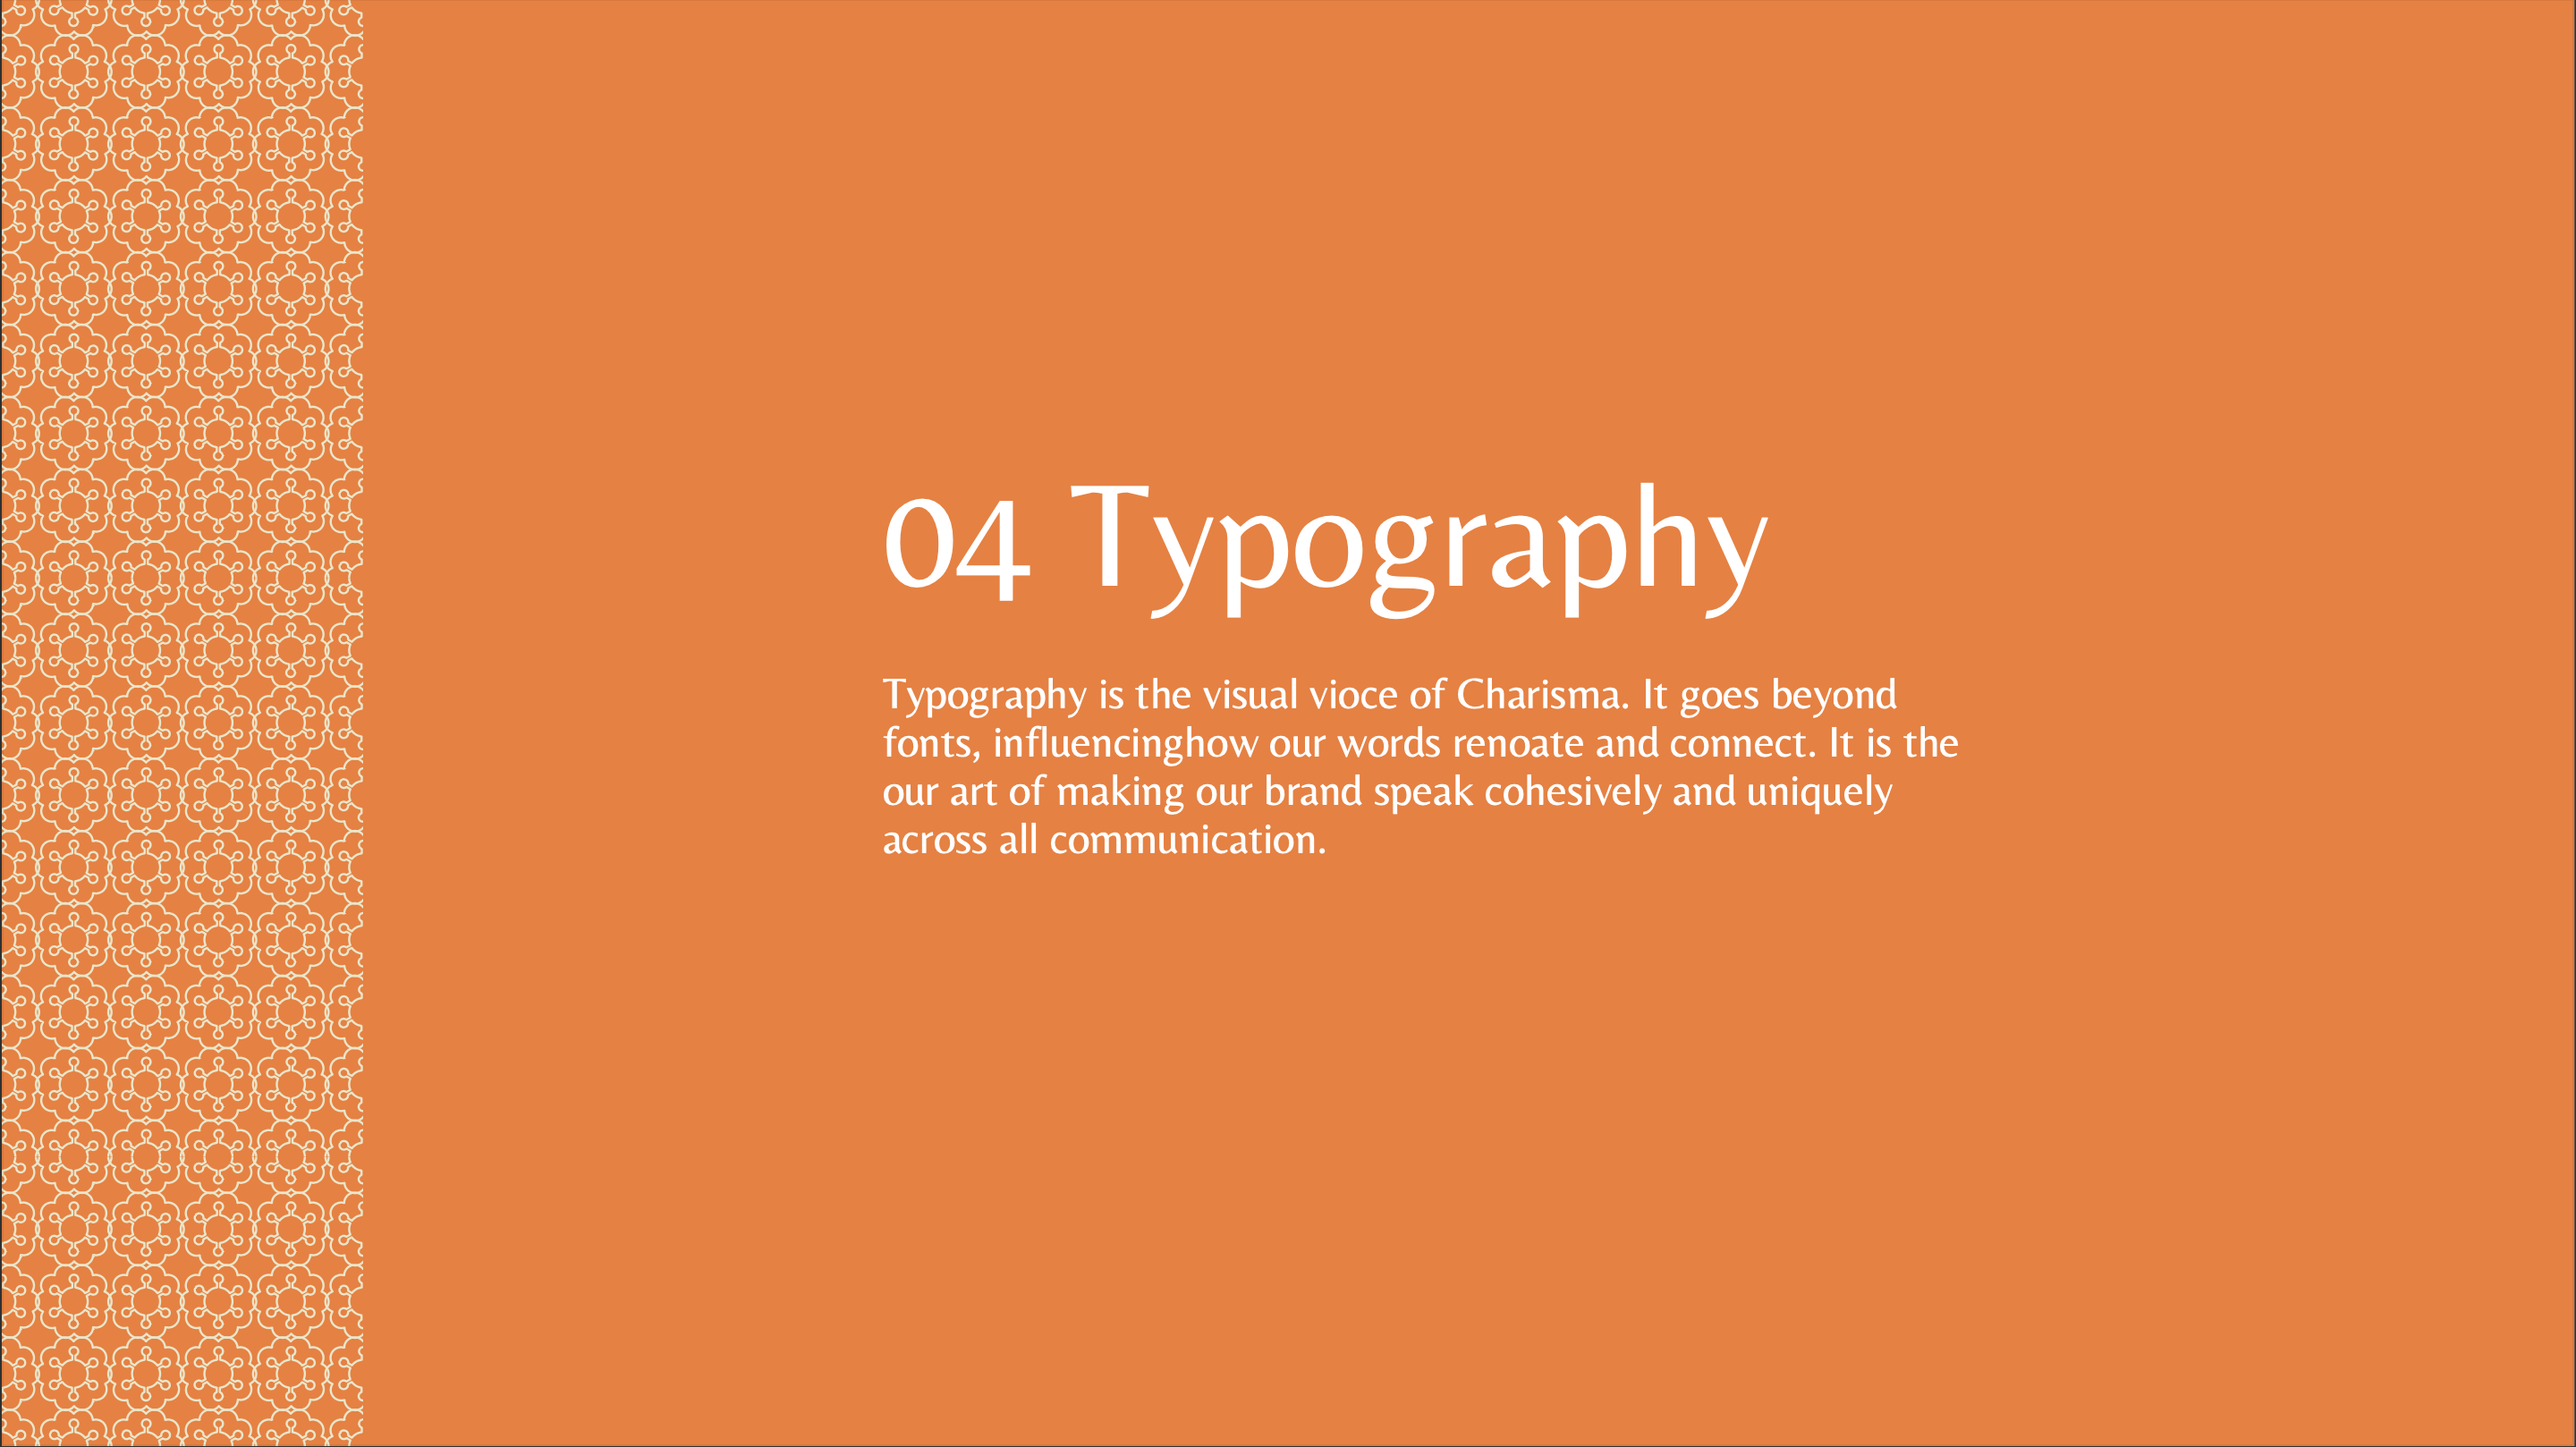 04 Typography
Typography is the visual vioce of Charisma. It goes beyond
fonts, influencinghow our words renoate and connect. It is the
our art of making our brand speak cohesively and uniquely
across all communication.